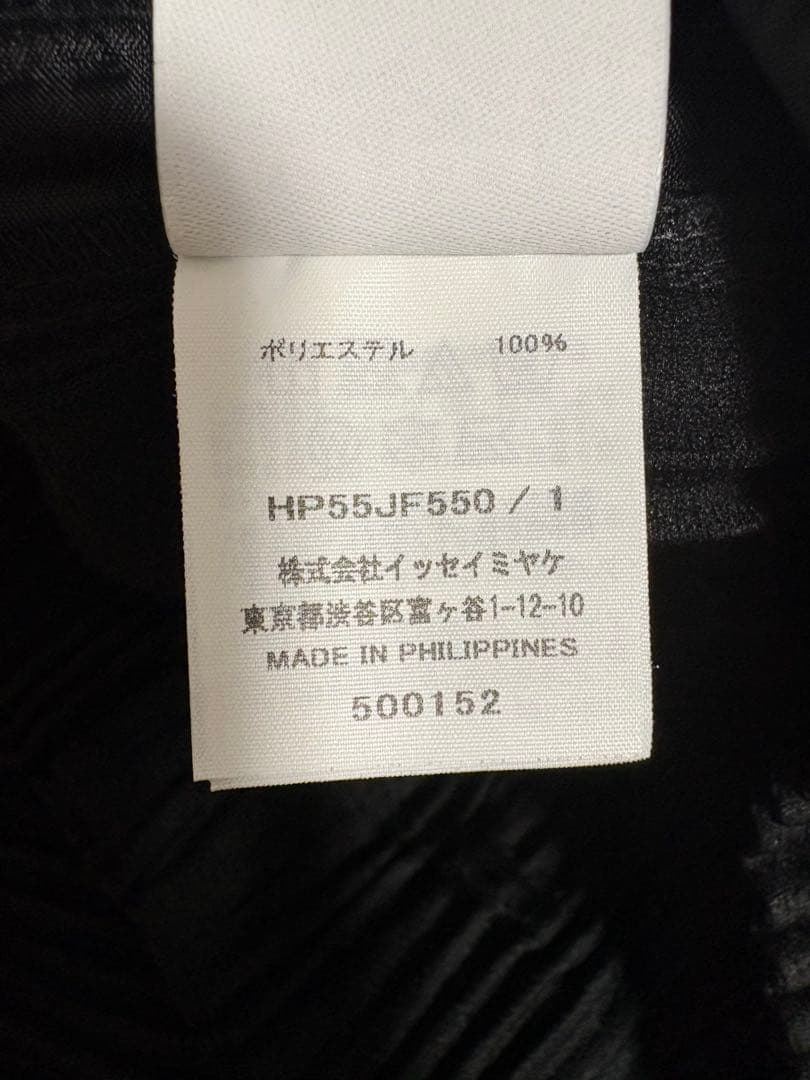 ポリエステル 100%
HP55JF550 / 1
株式会社イッセイミヤケ
東京都渋谷区富ヶ谷1-12-10
MADE IN PHILIPPINES
500152